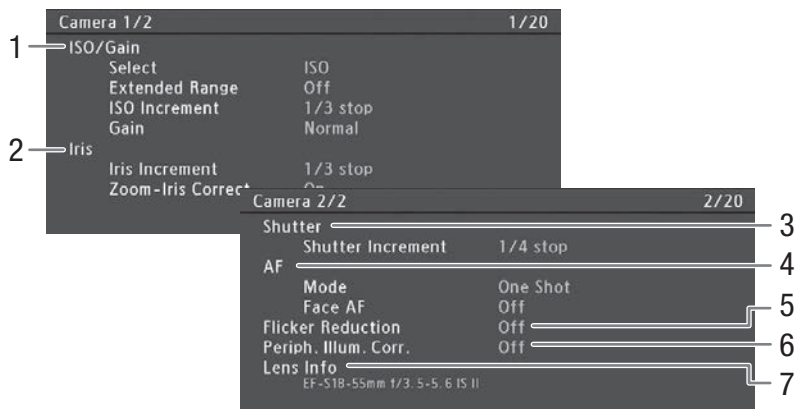 Camera 1/2 1/20
1 ISO/Gain
Select ISO
Extended Range Off
ISO Increment 1/3 stop
Gain Normal
2 Iris
Iris Increment 1/3 stop
Zoom-Iris Correct
Camera 2/2 2/20
Shutter 3
Shutter Increment 1/4 stop
AF 4
Mode One Shot
Face AF Off
Flicker Reduction Off 5
Periph. Illum. Corr. Off 6
Lens Info 7
EF-S18-55mm f/3.5-5.6 IS II